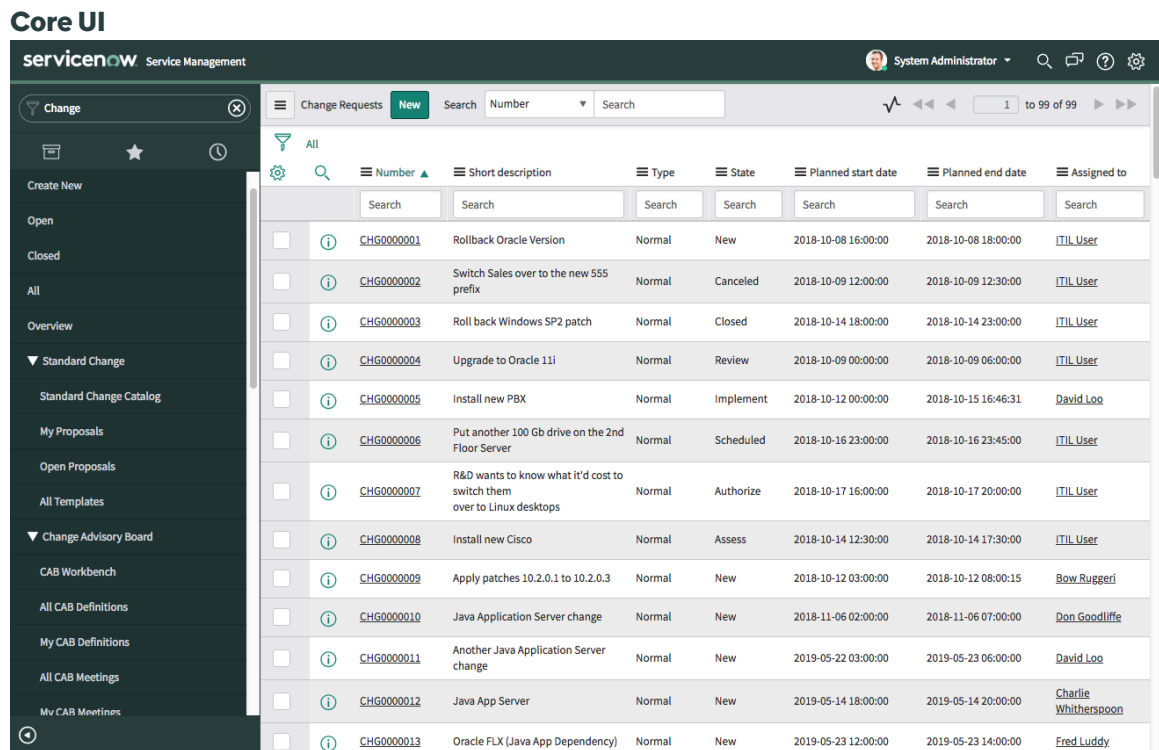 Core UI
servicenow Service Management
System Administrator
Change
Create New
Open
Closed
All
Overview
Standard Change
Standard Change Catalog
My Proposals
Open Proposals
All Templates
Change Advisory Board
CAB Workbench
All CAB Definitions
My CAB Definitions
All CAB Meetings
My CAB Meetings
Change Requests New Search Number Search 1 to 99 of 99
All
Number Short description Type State Planned start date Planned end date Assigned to
Search Search Search Search Search Search Search
CHG0000001 Rollback Oracle Version Normal New 2018-10-08 16:00:00 2018-10-08 18:00:00 ITIL User
CHG0000002 Switch Sales over to the new 555
prefix Normal Canceled 2018-10-09 12:00:00 2018-10-09 12:30:00 ITIL User
CHG0000003 Roll back Windows SP2 patch Normal Closed 2018-10-14 18:00:00 2018-10-14 23:00:00 ITIL User
CHG0000004 Upgrade to Oracle 11i Normal Review 2018-10-09 00:00:00 2018-10-09 06:00:00 ITIL User
CHG0000005 Install new PBX Normal Implement 2018-10-12 00:00:00 2018-10-15 16:46:31 David Loo
CHG0000006 Put another 100 Gb drive on the 2nd
Floor Server Normal Scheduled 2018-10-16 23:00:00 2018-10-16 23:45:00 ITIL User
CHG0000007 R&D wants to know what it'd cost to
switch them
over to Linux desktops Normal Authorize 2018-10-17 16:00:00 2018-10-17 20:00:00 ITIL User
CHG0000008 Install new Cisco Normal Assess 2018-10-14 12:30:00 2018-10-14 17:30:00 ITIL User
CHG0000009 Apply patches 10.2.0.1 to 10.2.0.3 Normal New 2018-10-12 03:00:00 2018-10-12 08:00:15 Bow Ruggeri
CHG0000010 Java Application Server change Normal New 2018-11-06 02:00:00 2018-11-06 07:00:00 Don Goodliffe
CHG0000011 Another Java Application Server
change Normal New 2019-05-22 03:00:00 2019-05-23 06:00:00 David Loo
CHG0000012 Java App Server Normal New 2019-05-14 18:00:00 2019-05-14 20:00:00 Charlie
Whitherspoon
CHG0000013 Oracle FLX (Java App Dependency) Normal New 2019-05-23 12:00:00 2019-05-23 14:00:00 Fred Luddy